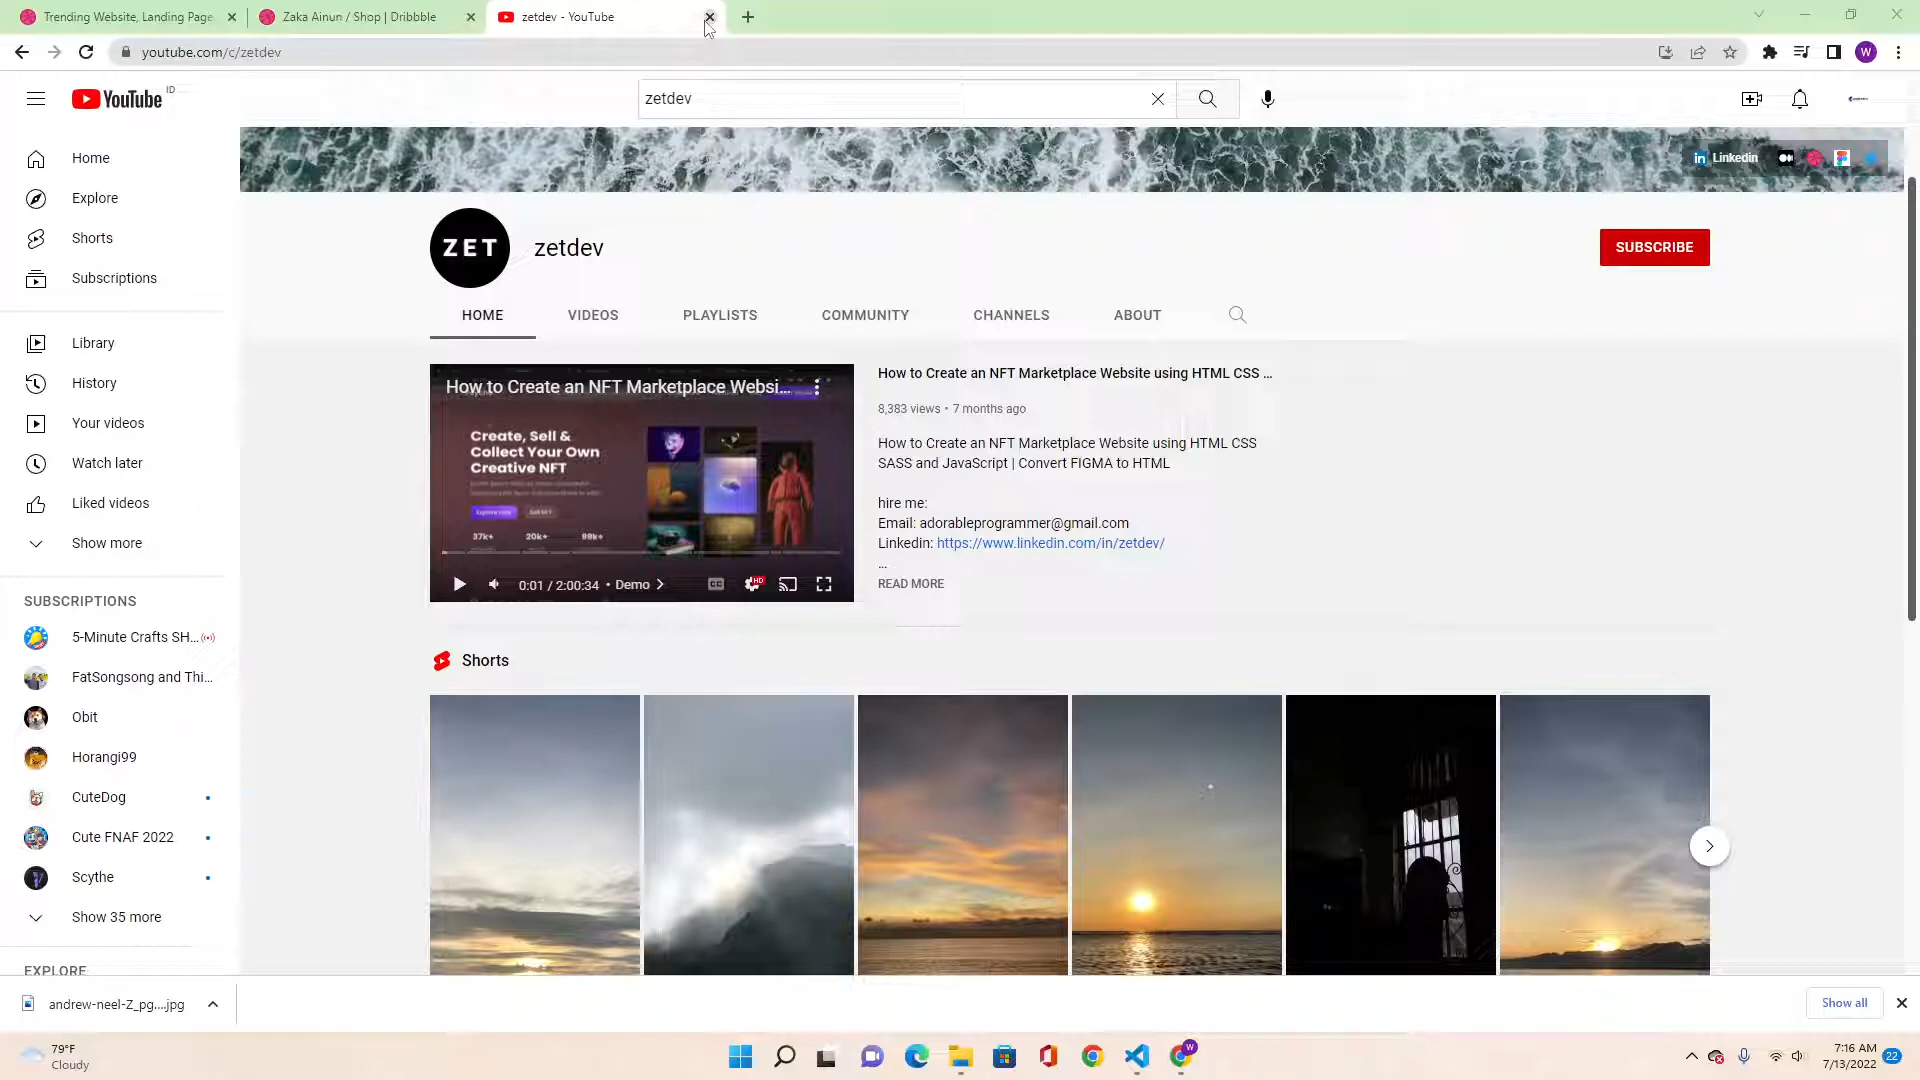 Trending Website, Landing Page
Zaka Ainun / Shop | Dribbble
zetdev - YouTube
youtube.com/c/zetdev
W
YouTube ID
zetdev
Home
Explore
Shorts
Subscriptions
Library
History
Your videos
Watch later
Liked videos
Show more
SUBSCRIPTIONS
5-Minute Crafts SH...
FatSongsong and Thi...
Obit
Horangi99
CuteDog
Cute FNAF 2022
Scythe
Show 35 more
EXPLORE
in Linkedin
ZET
zetdev
SUBSCRIBE
HOME
VIDEOS
PLAYLISTS
COMMUNITY
CHANNELS
ABOUT
How to Create an NFT Marketplace Websi...
Create, Sell &
Collect Your Own
Creative NFT
37k+
20k+
99k+
0:01 / 2:00:34 • Demo
CC
HD
How to Create an NFT Marketplace Website using HTML CSS ...
8,383 views • 7 months ago
How to Create an NFT Marketplace Website using HTML CSS
SASS and JavaScript | Convert FIGMA to HTML
hire me:
Email: adorableprogrammer@gmail.com
Linkedin: https://www.linkedin.com/in/zetdev/
...
READ MORE
Shorts
andrew-neel-Z_pg....jpg
Show all
79°F
Cloudy
W
7:16 AM
7/13/2022
22